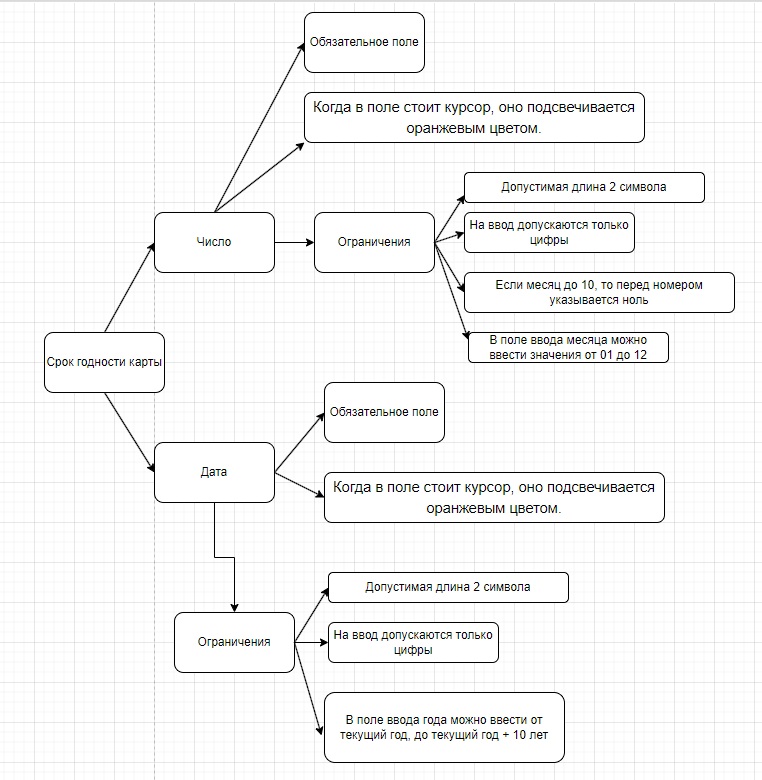 Обязательное поле
Когда в поле стоит курсор, оно подсвечивается
оранжевым цветом.
Допустимая длина 2 символа
Число
Ограничения
На ввод допускаются только
цифры
Если месяц до 10, то перед номером
указывается ноль
В поле ввода месяца можно
ввести значения от 01 до 12
Срок годности карты
Обязательное поле
Дата
Когда в поле стоит курсор, оно подсвечивается
оранжевым цветом.
Допустимая длина 2 символа
Ограничения
На ввод допускаются только
цифры
В поле ввода года можно ввести от
текущий год, до текущий год + 10 лет